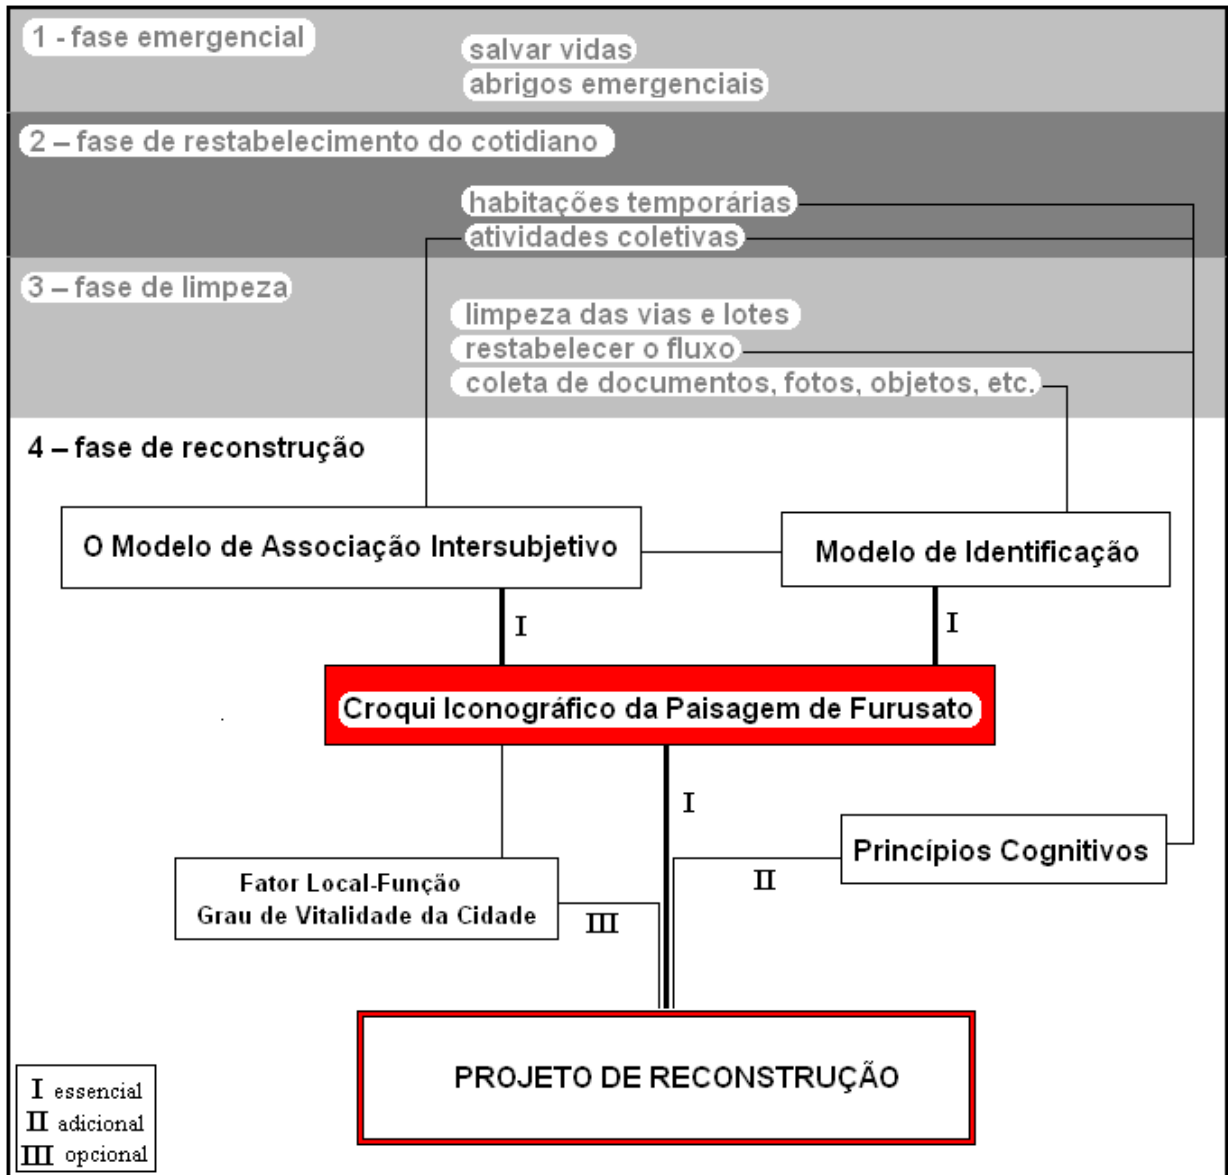 1 - fase emergencial
salvar vidas
abrigos emergenciais
2 – fase de restabelecimento do cotidiano
habitações temporárias
atividades coletivas
3 – fase de limpeza
limpeza das vias e lotes
restabelecer o fluxo
coleta de documentos, fotos, objetos, etc.
4 – fase de reconstrução
O Modelo de Associação Intersubjetivo
Modelo de Identificação
I
I
Croqui Iconográfico da Paisagem de Furusato
I
Princípios Cognitivos
II
Fator Local-Função
Grau de Vitalidade da Cidade
III
PROJETO DE RECONSTRUÇÃO
I essencial
II adicional
III opcional